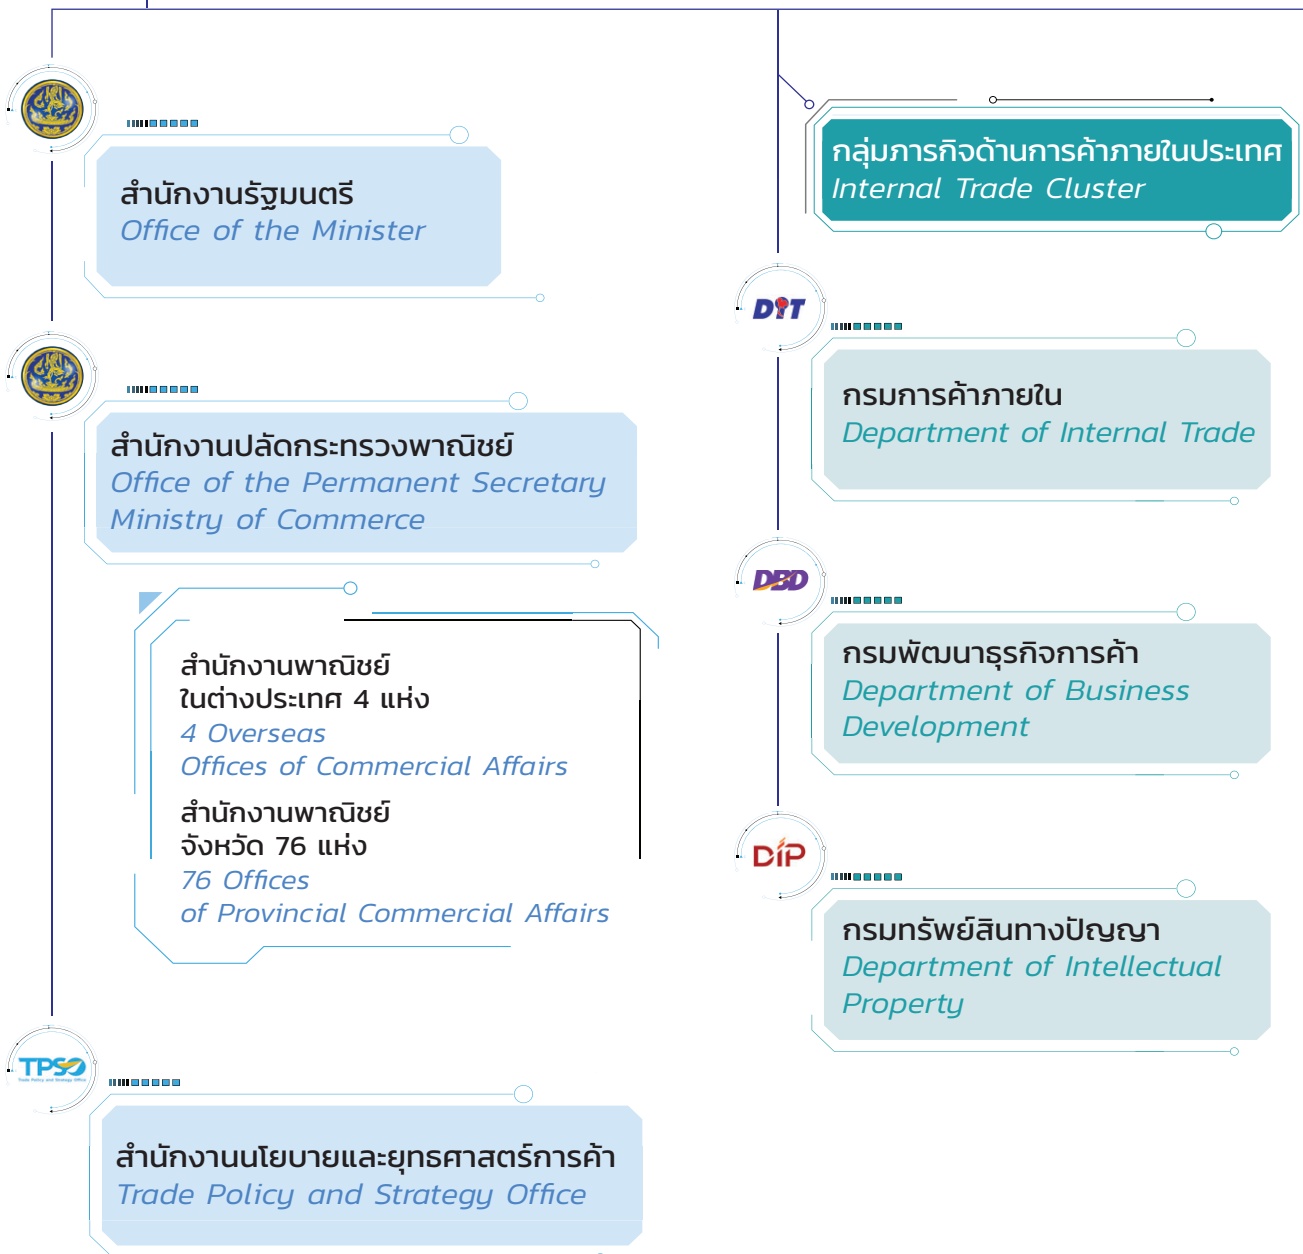 สำนักงานรัฐมนตรี
Office of the Minister
สำนักงานปลัดกระทรวงพาณิชย์
Office of the Permanent Secretary
Ministry of Commerce
สำนักงานพาณิชย์
ในต่างประเทศ 4 แห่ง
4 Overseas
Offices of Commercial Affairs
สำนักงานพาณิชย์
จังหวัด 76 แห่ง
76 Offices
of Provincial Commercial Affairs
TPSO
Trade Policy and Strategy Office
สำนักงานนโยบายและยุทธศาสตร์การค้า
Trade Policy and Strategy Office
กลุ่มภารกิจด้านการค้าภายในประเทศ
Internal Trade Cluster
DIT
กรมการค้าภายใน
Department of Internal Trade
DBD
กรมพัฒนาธุรกิจการค้า
Department of Business
Development
DiP
กรมทรัพย์สินทางปัญญา
Department of Intellectual
Property